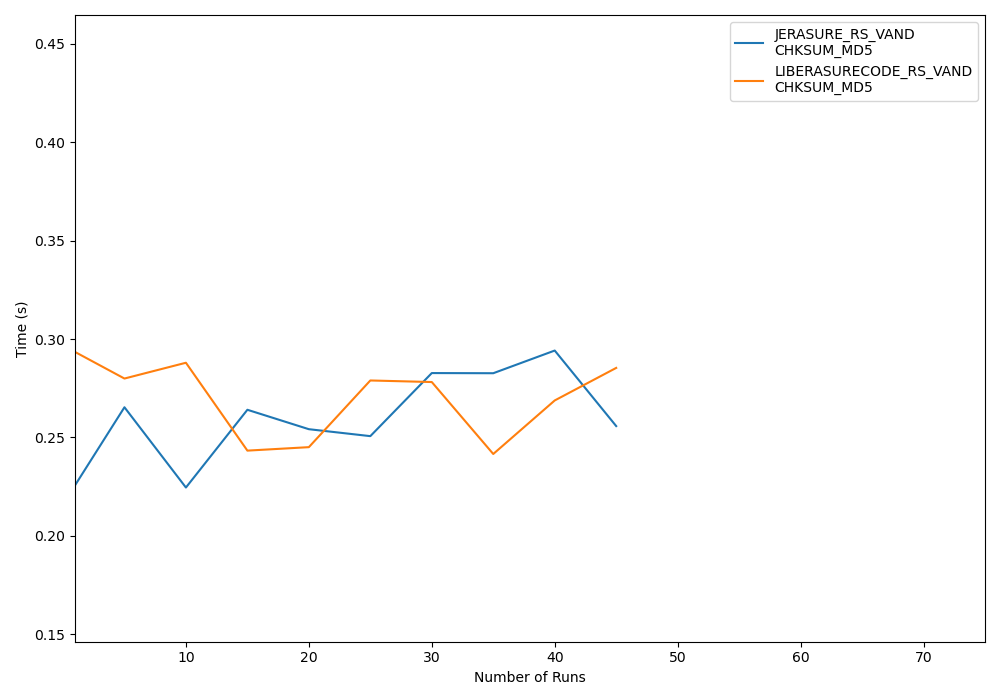 JERASURE_RS_VAND
CHKSUM_MD5
LIBERASURECODE_RS_VAND
CHKSUM_MD5
0.45
0.40
0.35
0.30
0.25
0.20
0.15
Time (s)
10 20 30 40 50 60 70
Number of Runs